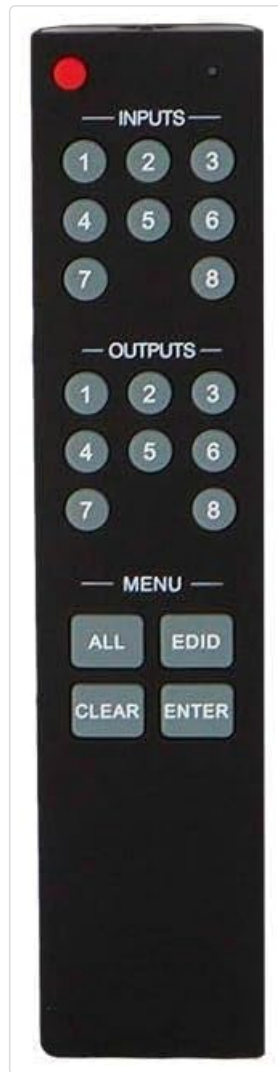 INPUTS
1 2 3
4 5 6
7 8
OUTPUTS
1 2 3
4 5 6
7 8
MENU
ALL EDID
CLEAR ENTER